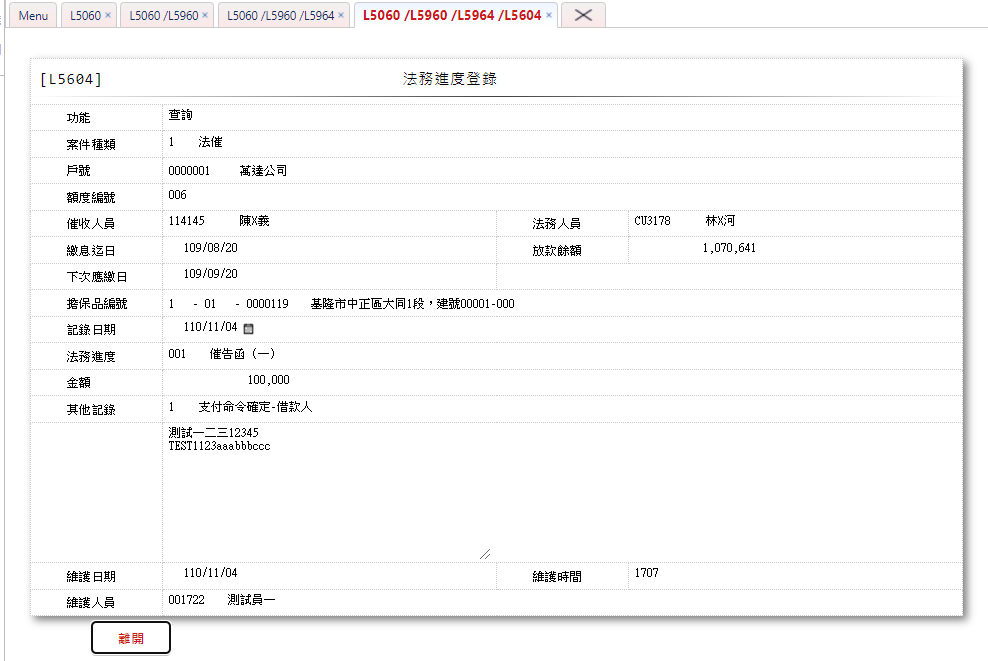 Menu L5060 × L5060 /L5960 × L5060 /L5960 /L5964 × L5060 /L5960 /L5964 /L5604 ×
[L5604] 法務進度登錄
功能 查詢
案件種類 1 法催
戶號 0000001 萬達公司
額度編號 006
催收人員 114145 陳X義 法務人員 CU3178 林X河
繳息迄日 109/08/20 放款餘額 1,070,641
下次應繳日 109/09/20
擔保品編號 1 - 01 - 0000119 基隆市中正區大同1段，建號00001-000
記錄日期 110/11/04
法務進度 001 催告函（一）
金額 100,000
其他記錄 1 支付命令確定-借款人
測試一二三12345
TEST1123aaabbbccc
維護日期 110/11/04 維護時間 1707
維護人員 001722 測試員一
離開